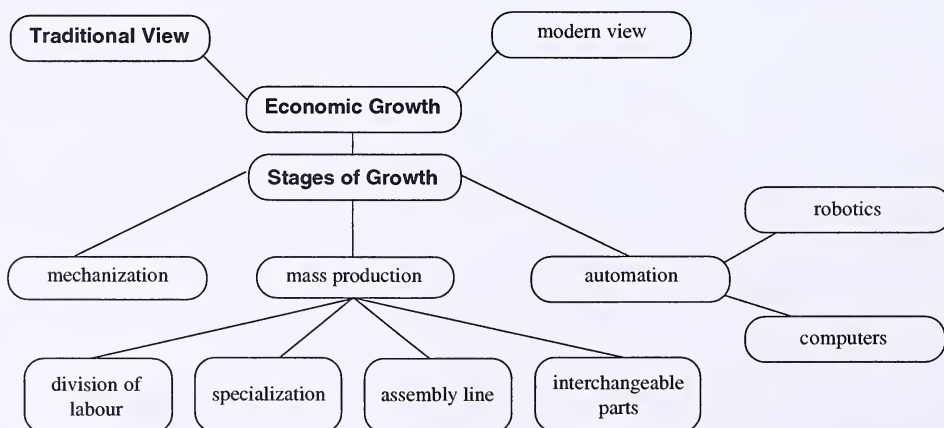 Traditional View
modern view
Economic Growth
Stages of Growth
robotics
mechanization
mass production
automation
computers
division of
labour
specialization
assembly line
interchangeable
parts